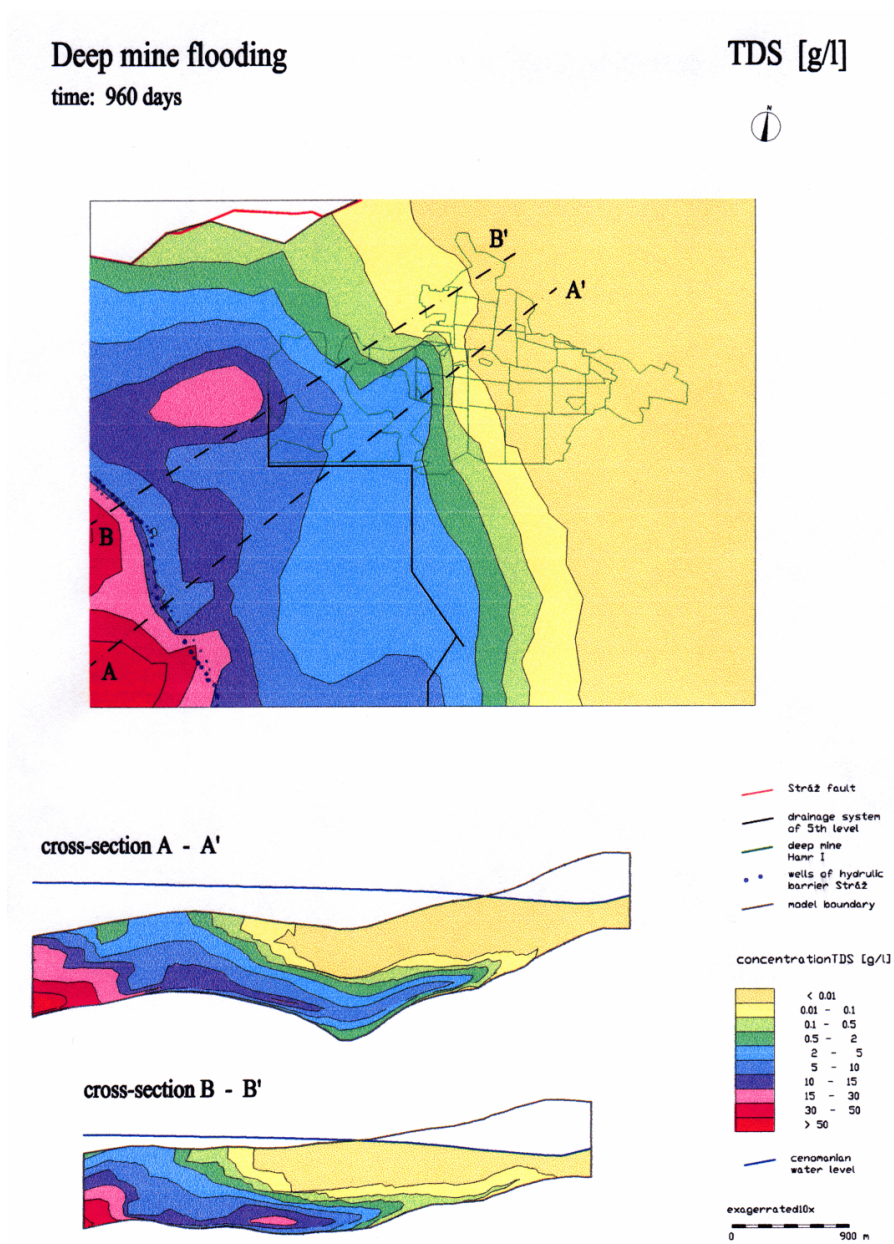 Deep mine flooding
TDS [g/l]
time: 960 days
N
B'
A'
B
A
Stráž fault
drainage system
of 5th level
deep mine
Hamr I
wells of hydrulic
barrier Stráž
model boundary
cross-section A - A'
concentrationTDS [g/l]
< 0.01
0.01 - 0.1
0.1 - 0.5
0.5 - 2
2 - 5
5 - 10
10 - 15
15 - 30
30 - 50
> 50
cross-section B - B'
cenomanian
water level
exagerrated10x
0 900 m